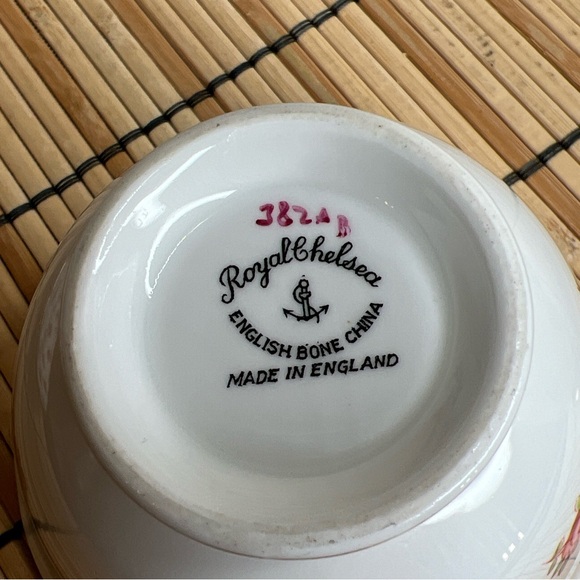 382A R
Royal Chelsea
ENGLISH BONE CHINA
MADE IN ENGLAND